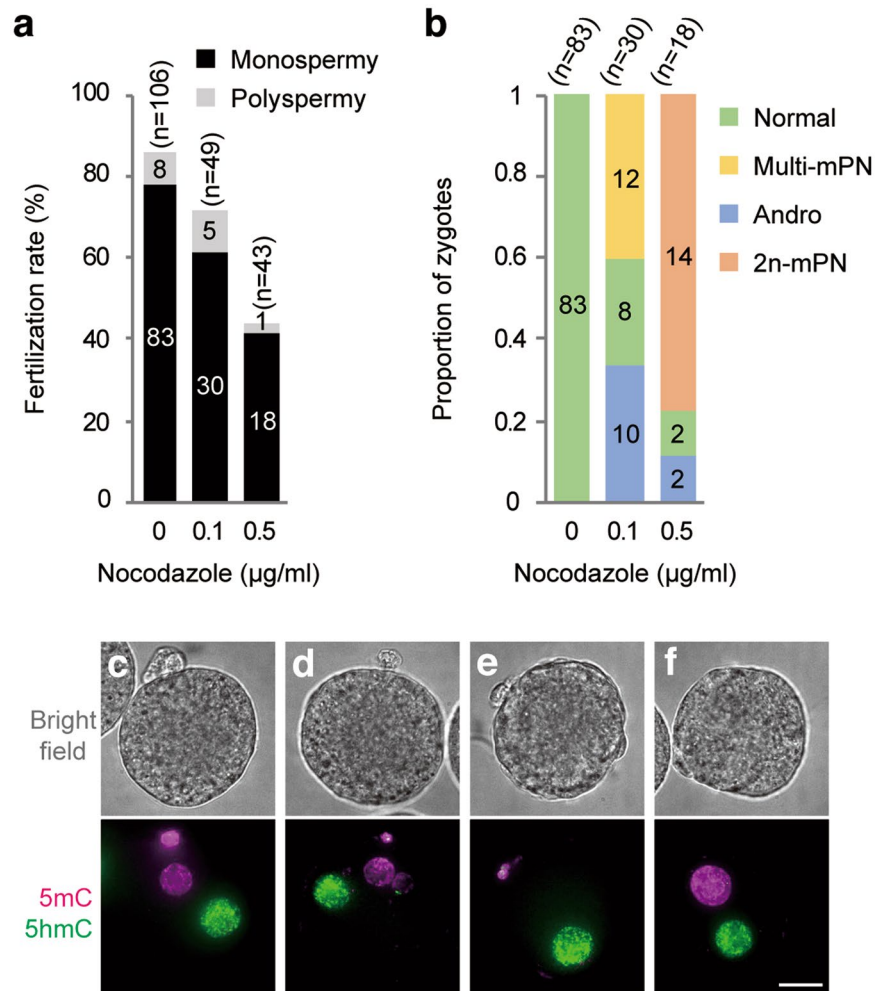 a
Monospermy
Polyspermy
Fertilization rate (%)
100
80
60
40
20
0
(n=106)
(n=49)
(n=43)
8
83
5
30
1
18
0 0.1 0.5
Nocodazole (µg/ml)
b
Proportion of zygotes
1
0.8
0.6
0.4
0.2
0
(n=83)
(n=30)
(n=18)
83
12
8
10
14
2
2
0 0.1 0.5
Nocodazole (µg/ml)
Normal
Multi-mPN
Andro
2n-mPN
c d e f
Bright
field
5mC
5hmC